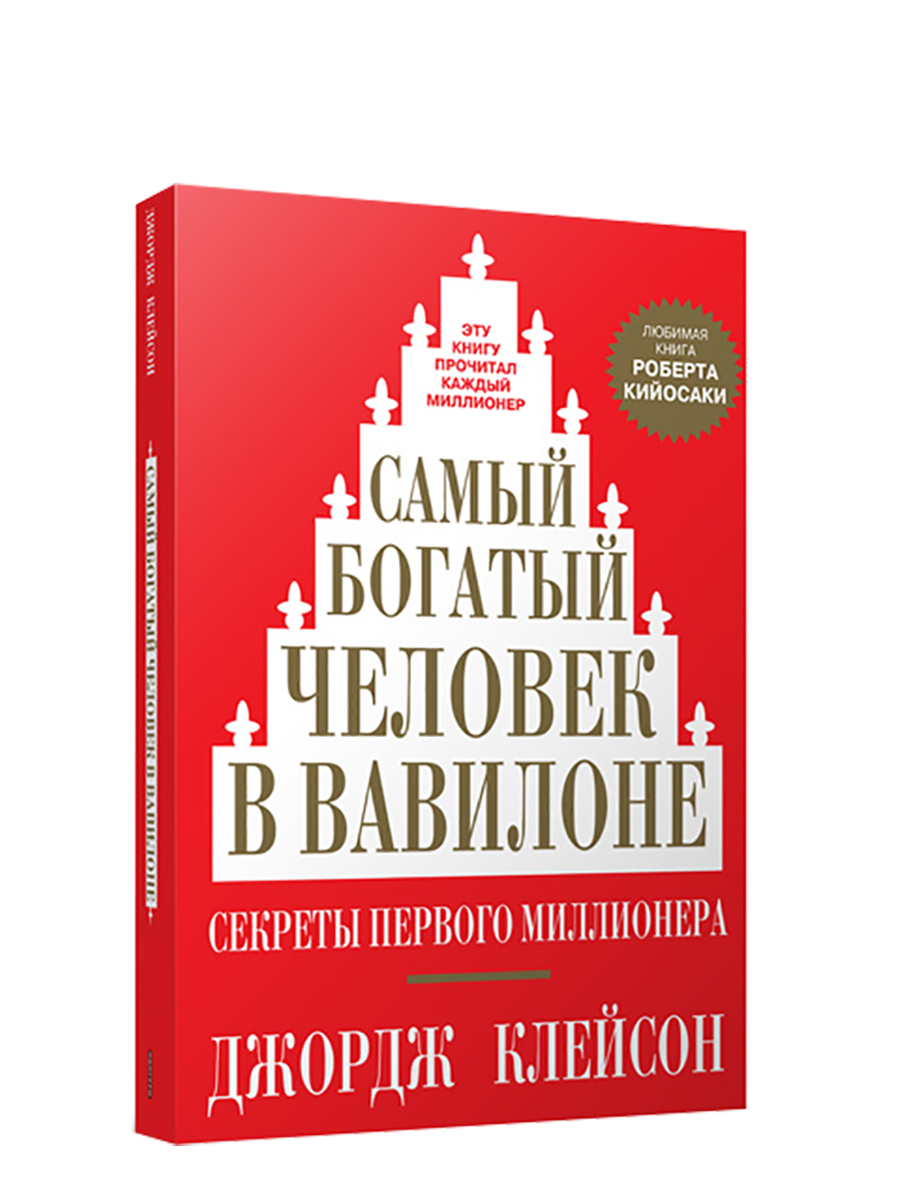 ЭТУ
КНИГУ
ПРОЧИТАЛ
КАЖДЫЙ
МИЛЛИОНЕР
ЛЮБИМАЯ
КНИГА
РОБЕРТА
КИЙОСАКИ
САМЫЙ
БОГАТЫЙ
ЧЕЛОВЕК
В ВАВИЛОНЕ
СЕКРЕТЫ ПЕРВОГО МИЛЛИОНЕРА
ДЖОРДЖ КЛЕЙСОН
ДЖОРДЖ КЛЕЙСОН
САМЫЙ БОГАТЫЙ ЧЕЛОВЕК В ВАВИЛОНЕ